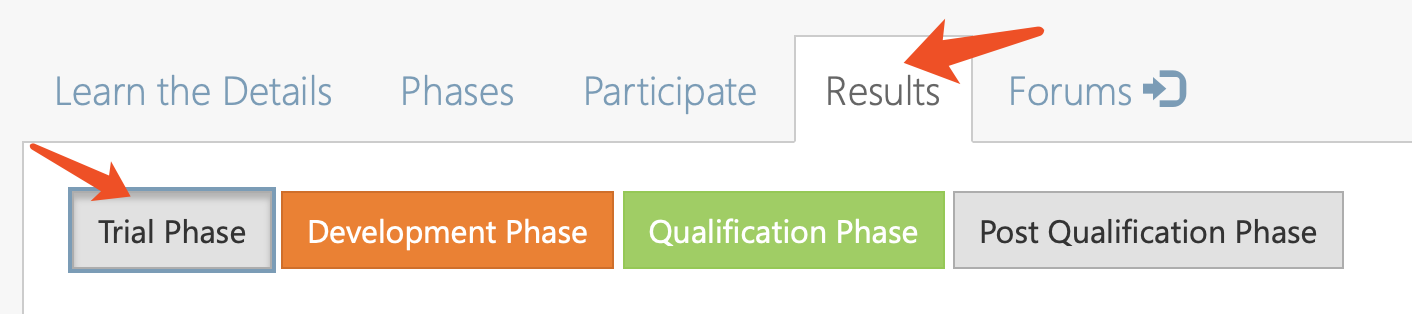 Learn the Details Phases Participate Results Forums
Trial Phase Development Phase Qualification Phase Post Qualification Phase